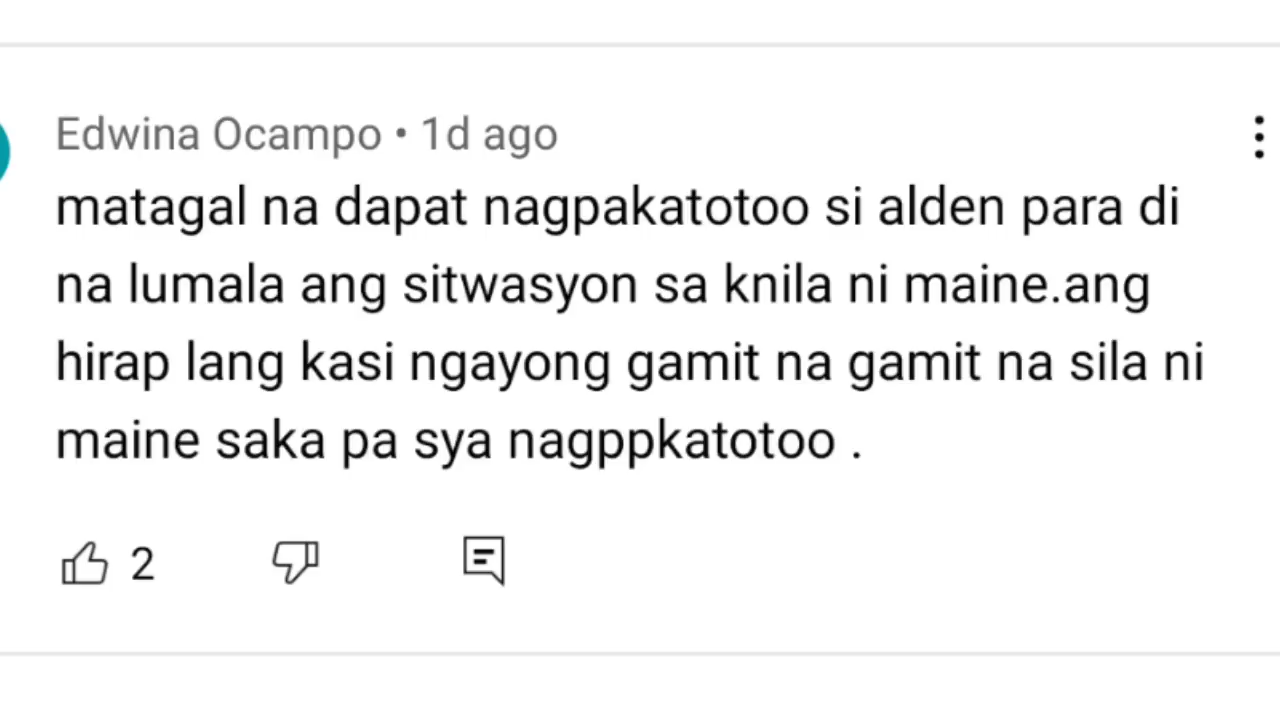 Edwina Ocampo • 1d ago
matagal na dapat nagpakatotoo si alden para di
na lumala ang sitwasyon sa knila ni maine.ang
hirap lang kasi ngayong gamit na gamit na sila ni
maine saka pa sya nagppkatotoo .
2